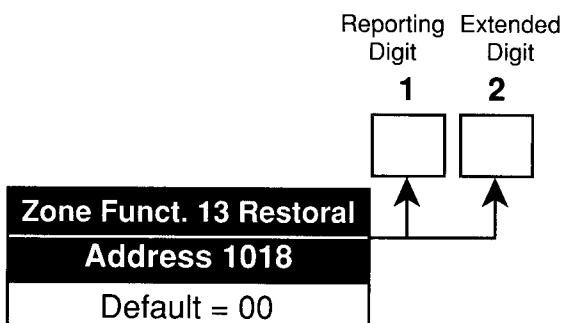 Reporting Extended
Digit Digit
1 2
Zone Funct. 13 Restoral
Address 1018
Default = 00